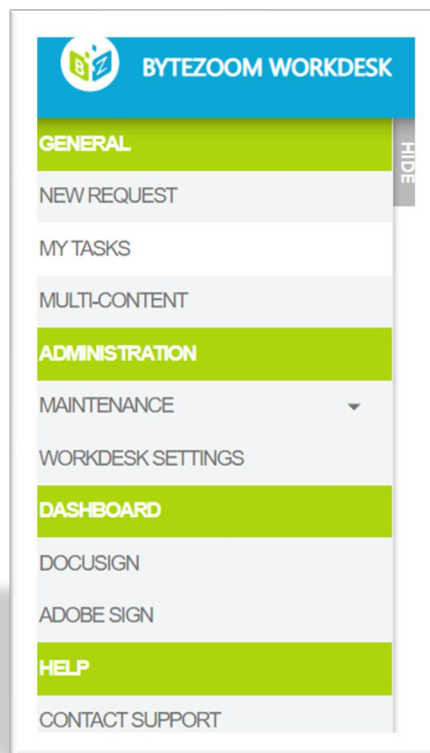 BZ BYTEZOOM WORKDESK
GENERAL
HIDE
NEW REQUEST
MY TASKS
MULTI-CONTENT
ADMINISTRATION
MAINTENANCE
WORKDESK SETTINGS
DASHBOARD
DOCUSIGN
ADOBE SIGN
HELP
CONTACT SUPPORT